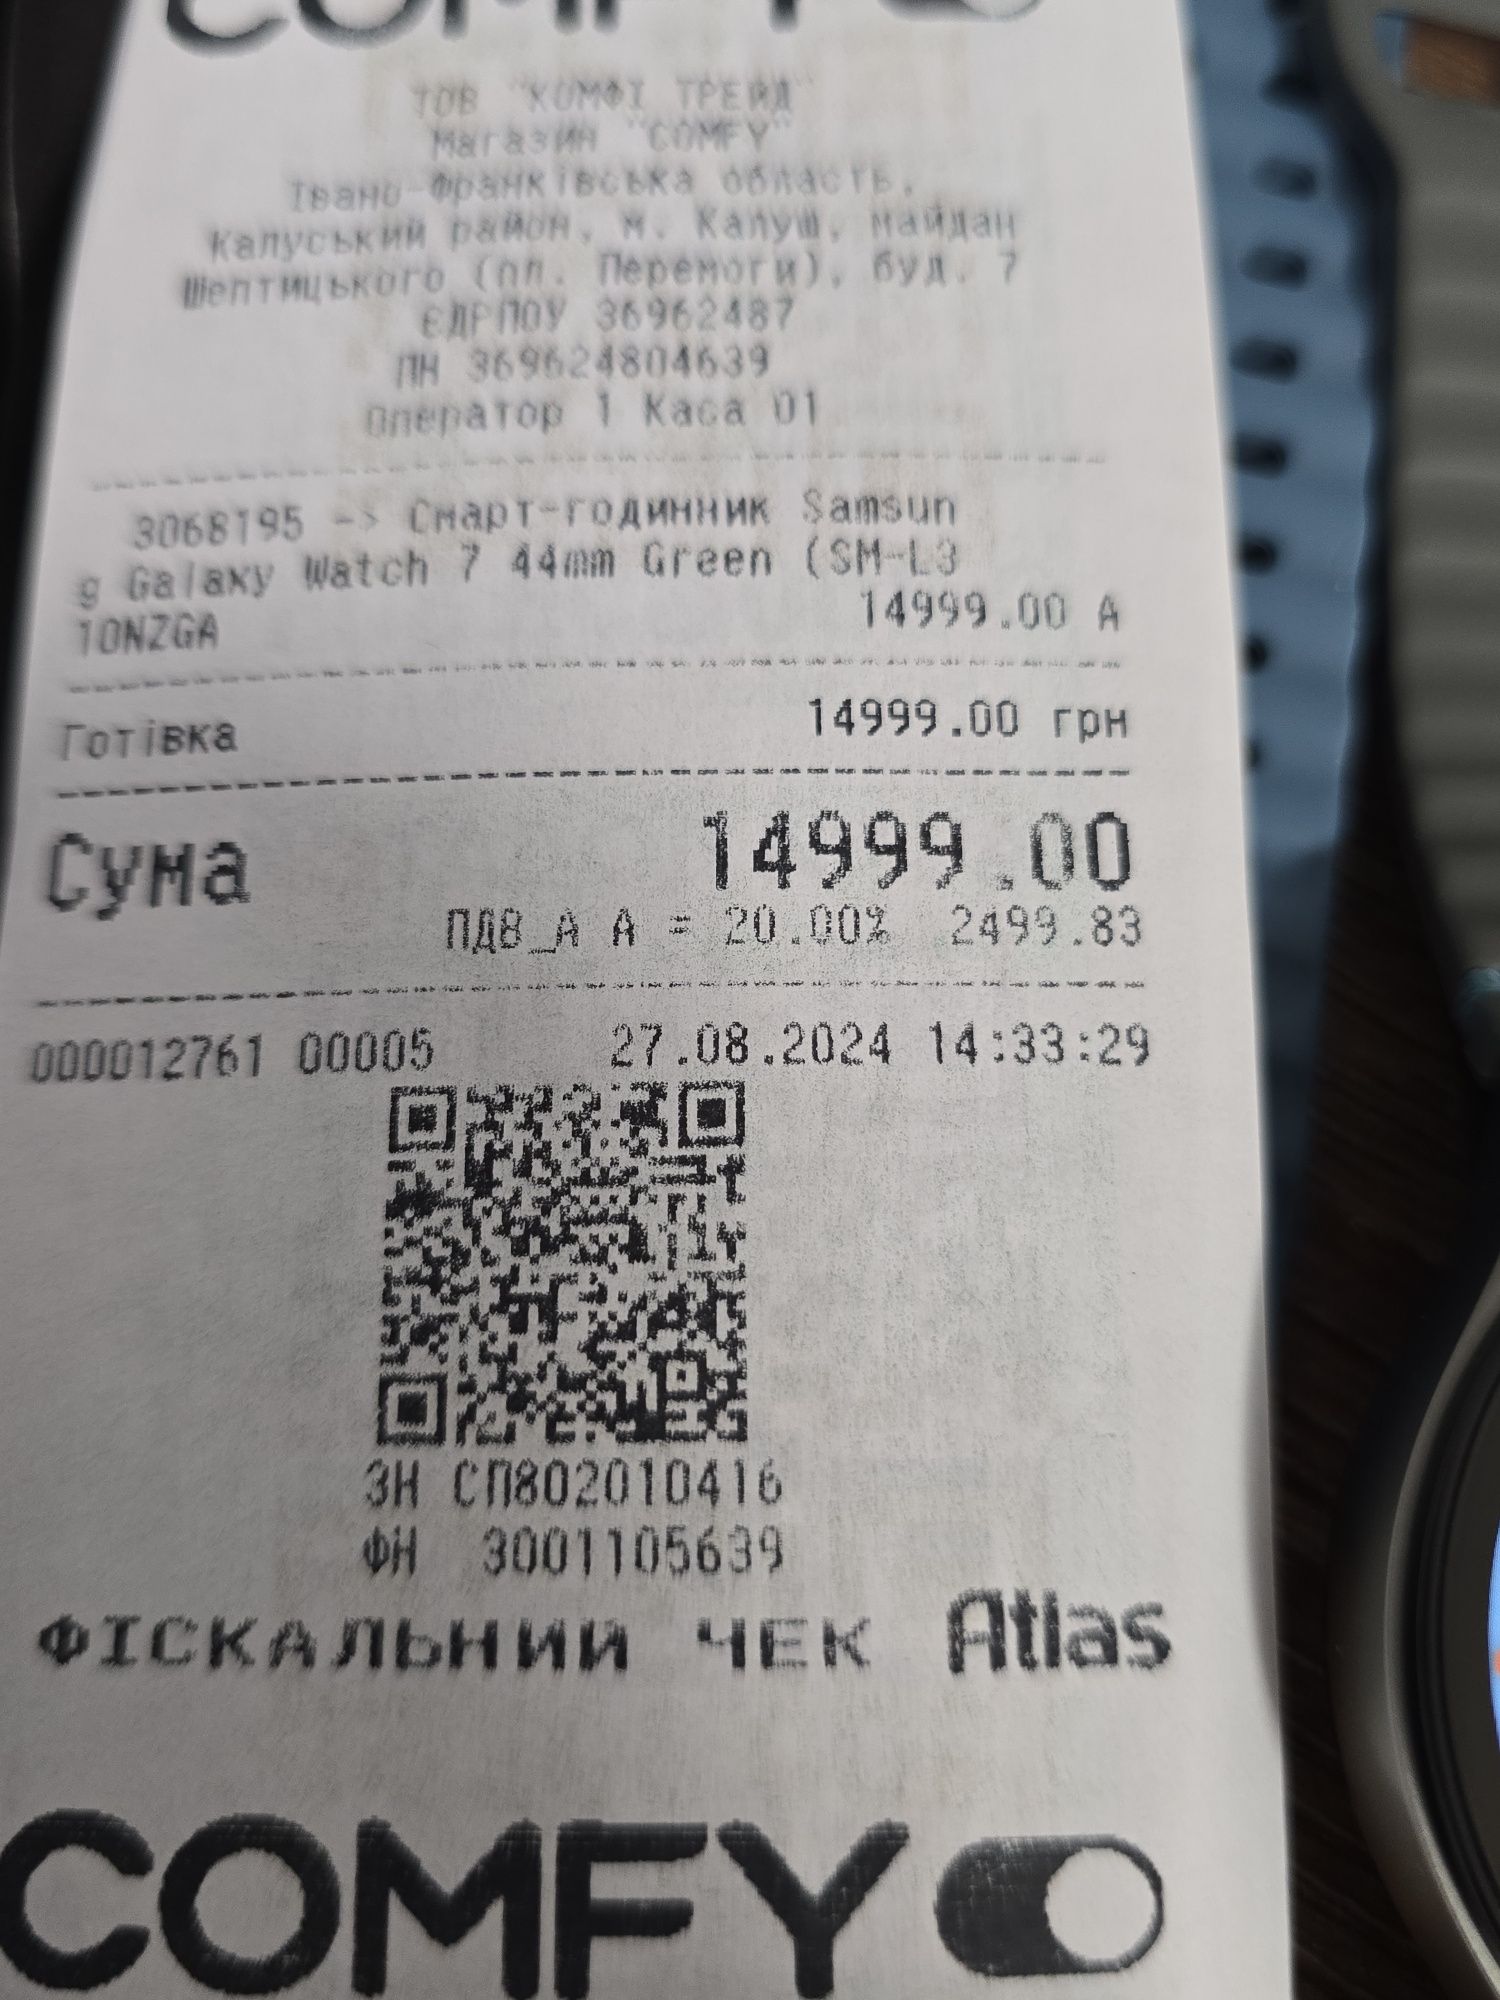 COMFY
ТОВ "КОМФІ ТРЕЙД"
Магазин "COMFY"
Івано-Франківська область,
Калуський район, м. Калуш, майдан
Шептицького (пл. Перемоги), буд. 7
ЄДРПОУ 36962487
ПН 369624804639
Оператор 1 Каса 01
3068195 -> Смарт-годинник Samsun
g Galaxy Watch 7 44mm Green (SM-L3
10NZGA 14999.00 А
Готівка 14999.00 грн
Сума 14999.00
ПДВ_А А = 20.00% 2499.83
000012761 00005 27.08.2024 14:33:29
ЗН СП802010416
ФН 3001105639
ФІСКАЛЬНИЙ ЧЕК Atlas
COMFY